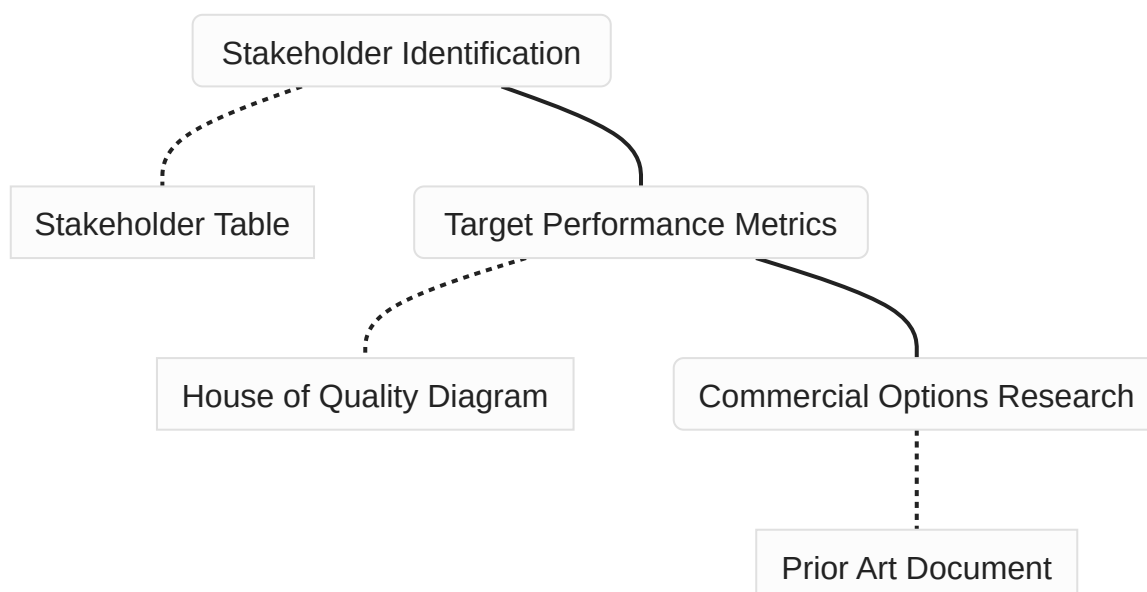 Stakeholder Identification
Stakeholder Table
Target Performance Metrics
House of Quality Diagram
Commercial Options Research
Prior Art Document